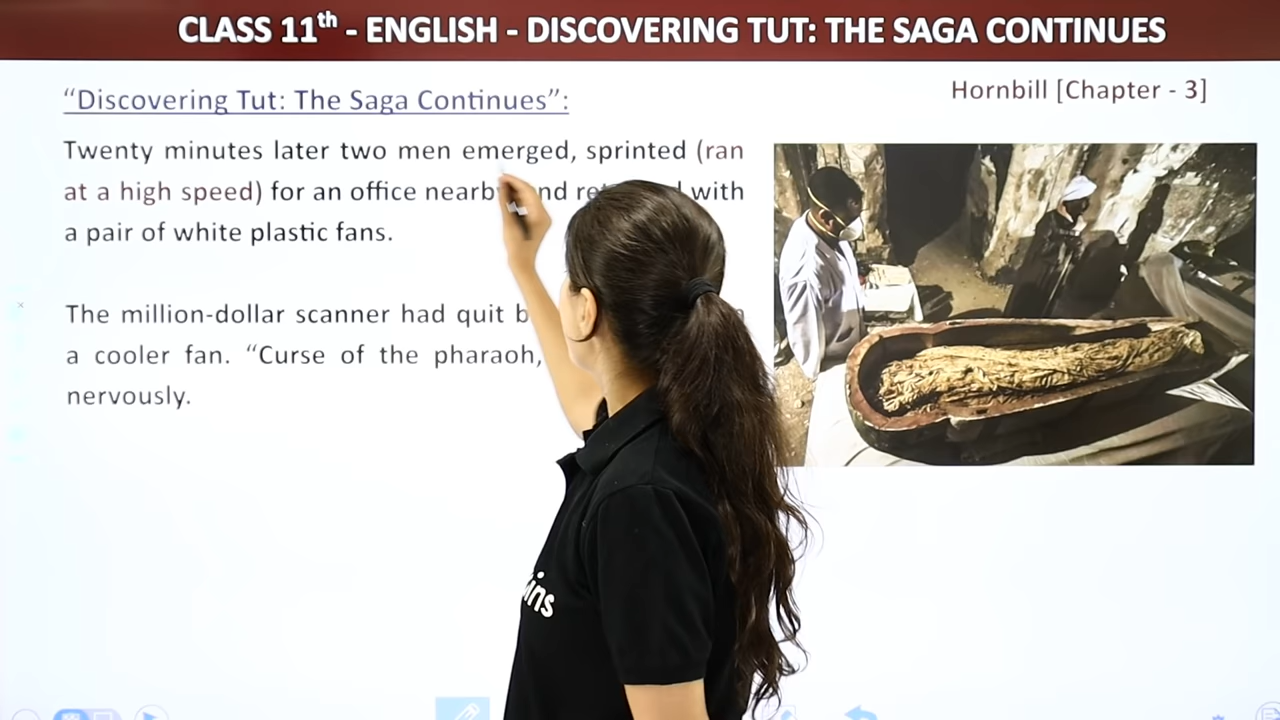 CLASS 11th - ENGLISH - DISCOVERING TUT: THE SAGA CONTINUES
Hornbill [Chapter - 3]
“Discovering Tut: The Saga Continues”:
Twenty minutes later two men emerged, sprinted (ran
at a high speed) for an office with
a pair of white plastic fans.
The million-dollar scanner had quit
a cooler fan. “Curse of the pharaoh,
nervously.